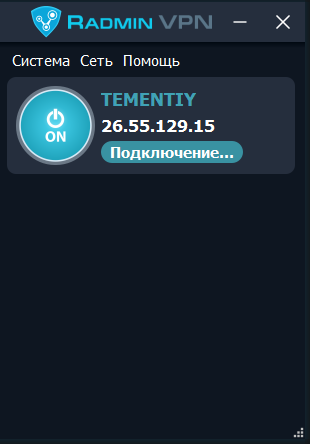 RADMIN VPN
Система Сеть Помощь
TEMENTIY
ON
26.55.129.15
Подключение...